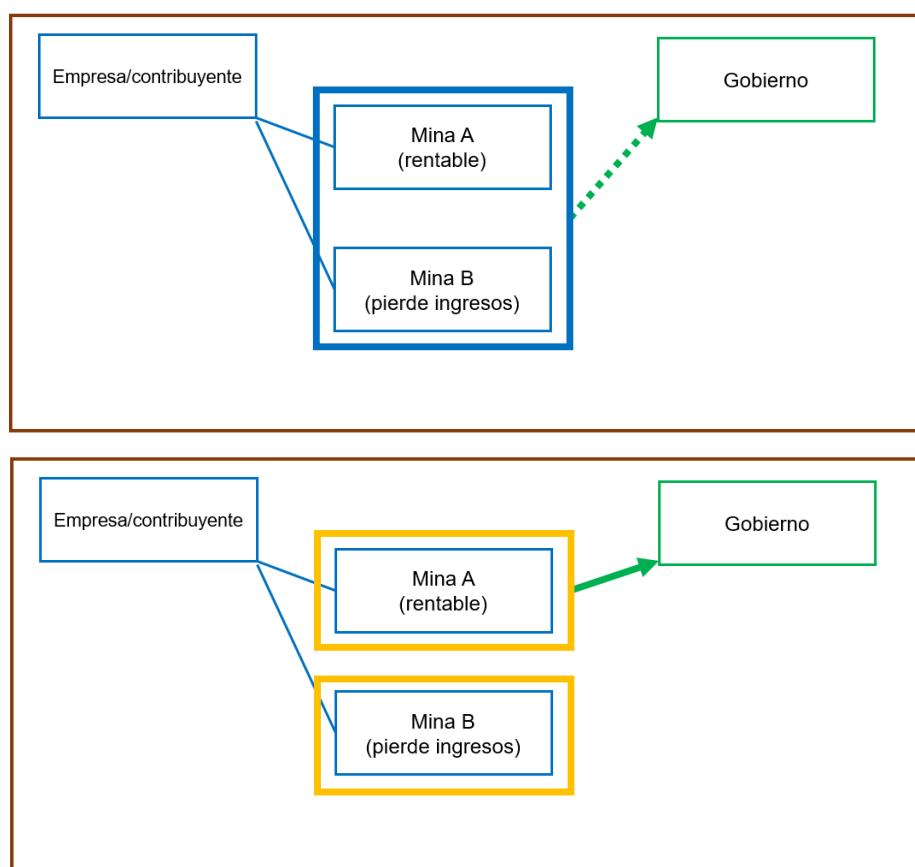 Empresa/contribuyente
Gobierno
Mina A
(rentable)
Mina B
(pierde ingresos)
Empresa/contribuyente
Gobierno
Mina A
(rentable)
Mina B
(pierde ingresos)